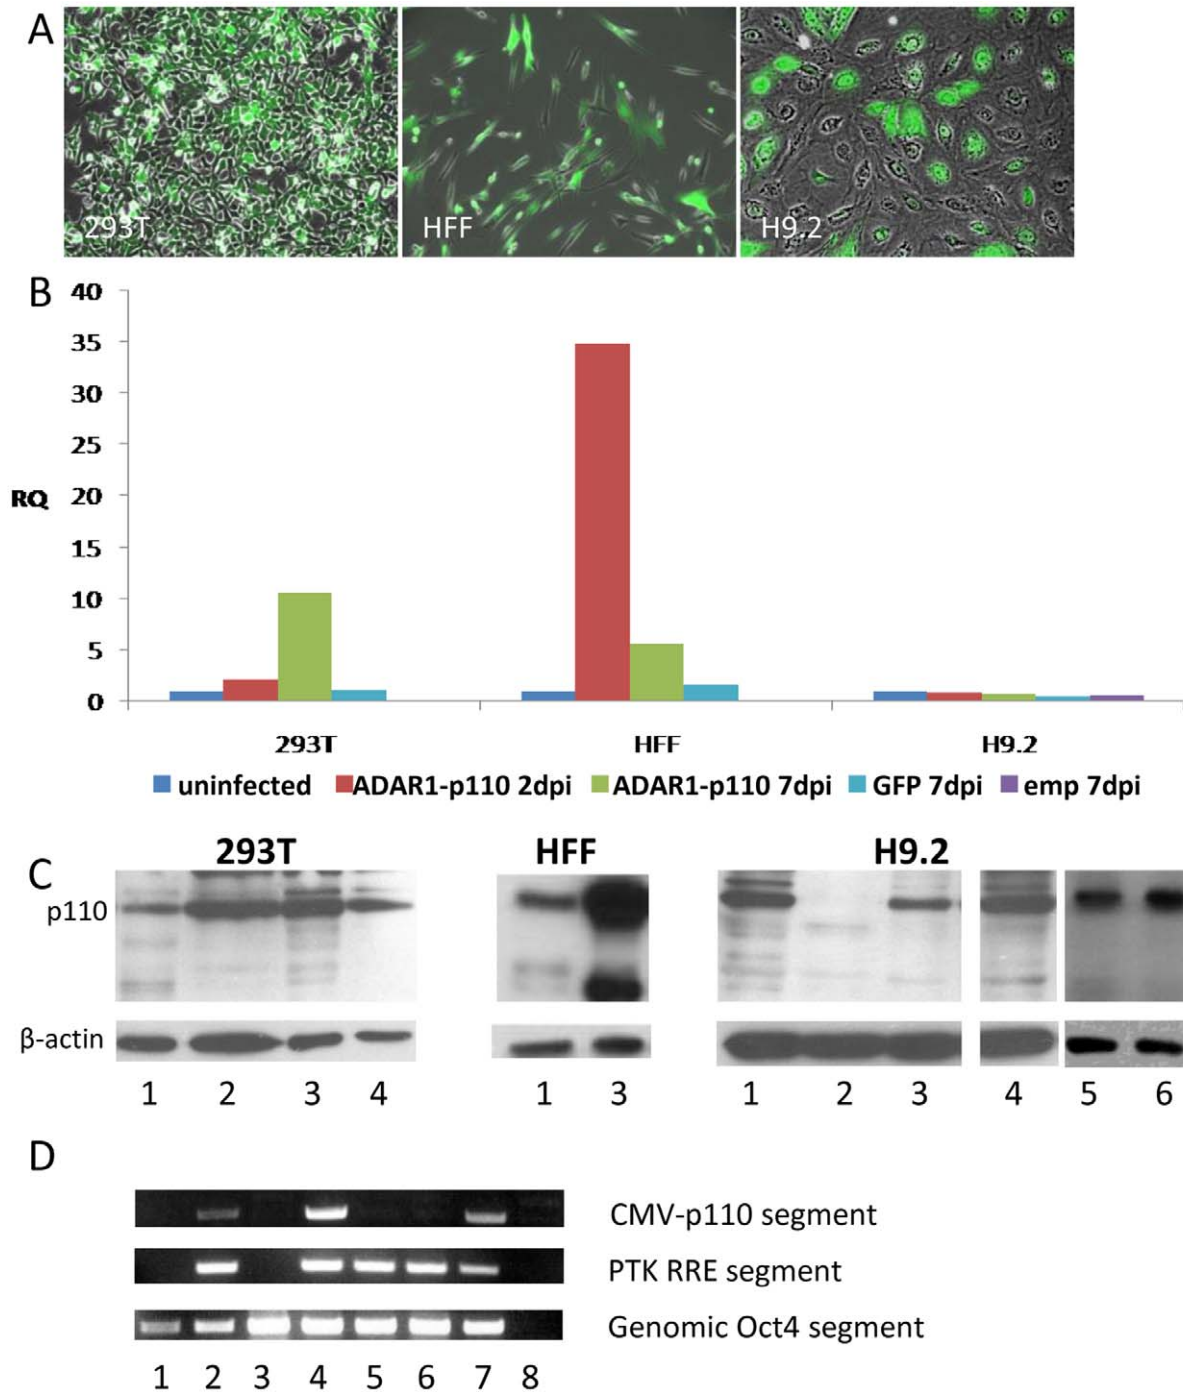 A
293T HFF H9.2
B
40
35
30
25
RQ 20
15
10
5
0
293T HFF H9.2
uninfected ADAR1-p110 2dpi ADAR1-p110 7dpi GFP 7dpi emp 7dpi
293T HFF H9.2
C
p110
β-actin
1 2 3 4 1 3 1 2 3 4 5 6
D
CMV-p110 segment
PTK RRE segment
Genomic Oct4 segment
1 2 3 4 5 6 7 8